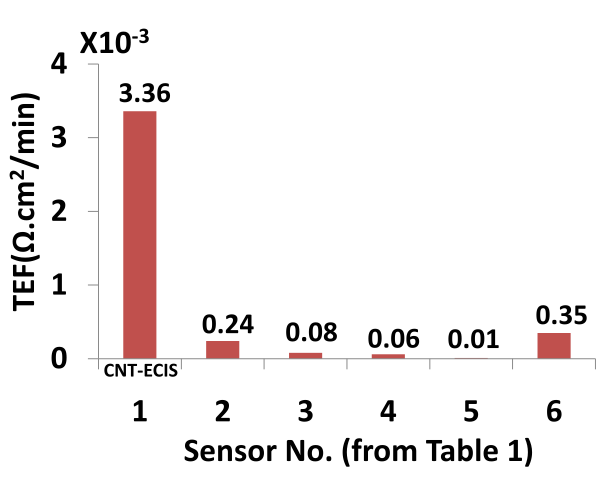 X10⁻³
TEF(Ω.cm²/min)
4
3
2
1
0
3.36
0.24
0.08
0.06
0.01
0.35
CNT-ECIS
1 2 3 4 5 6
Sensor No. (from Table 1)